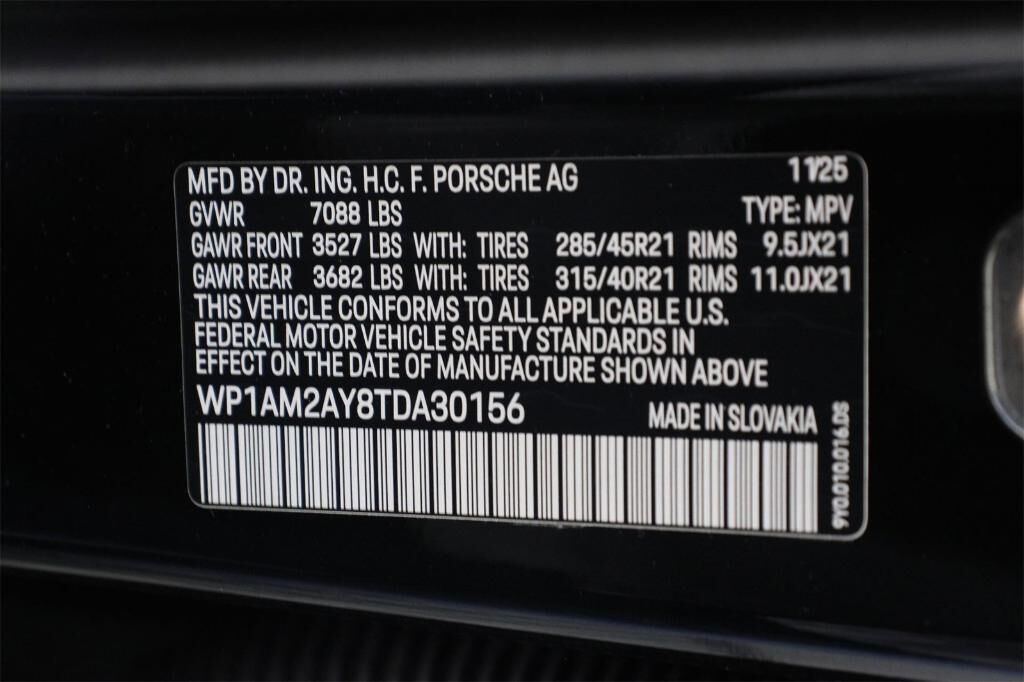 MFD BY DR. ING. H.C. F. PORSCHE AG 11/25
GVWR 7088 LBS TYPE: MPV
GAWR FRONT 3527 LBS WITH: TIRES 285/45R21 RIMS 9.5JX21
GAWR REAR 3682 LBS WITH: TIRES 315/40R21 RIMS 11.0JX21
THIS VEHICLE CONFORMS TO ALL APPLICABLE U.S.
FEDERAL MOTOR VEHICLE SAFETY STANDARDS IN
EFFECT ON THE DATE OF MANUFACTURE SHOWN ABOVE
WP1AM2AY8TDA30156 MADE IN SLOVAKIA
9Y0.010.016.DS